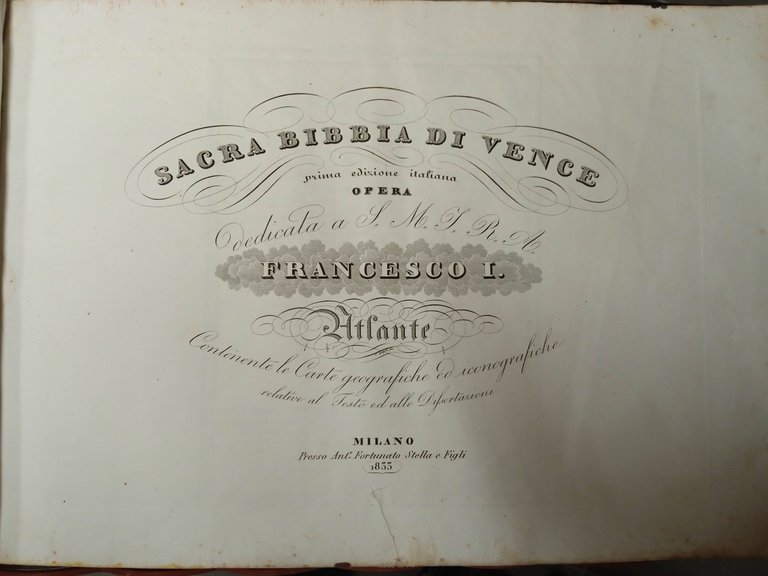 SACRA BIBBIA DI VENCE
prima edizione italiana
OPERA
dedicata a S. M. I. R. A.
FRANCESCO I.
Atlante
Contenente le Carte geografiche ed iconografiche
relative al Testo ed alle Dissertazioni
MILANO
Presso Ant. Fortunato Stella e Figli
1833